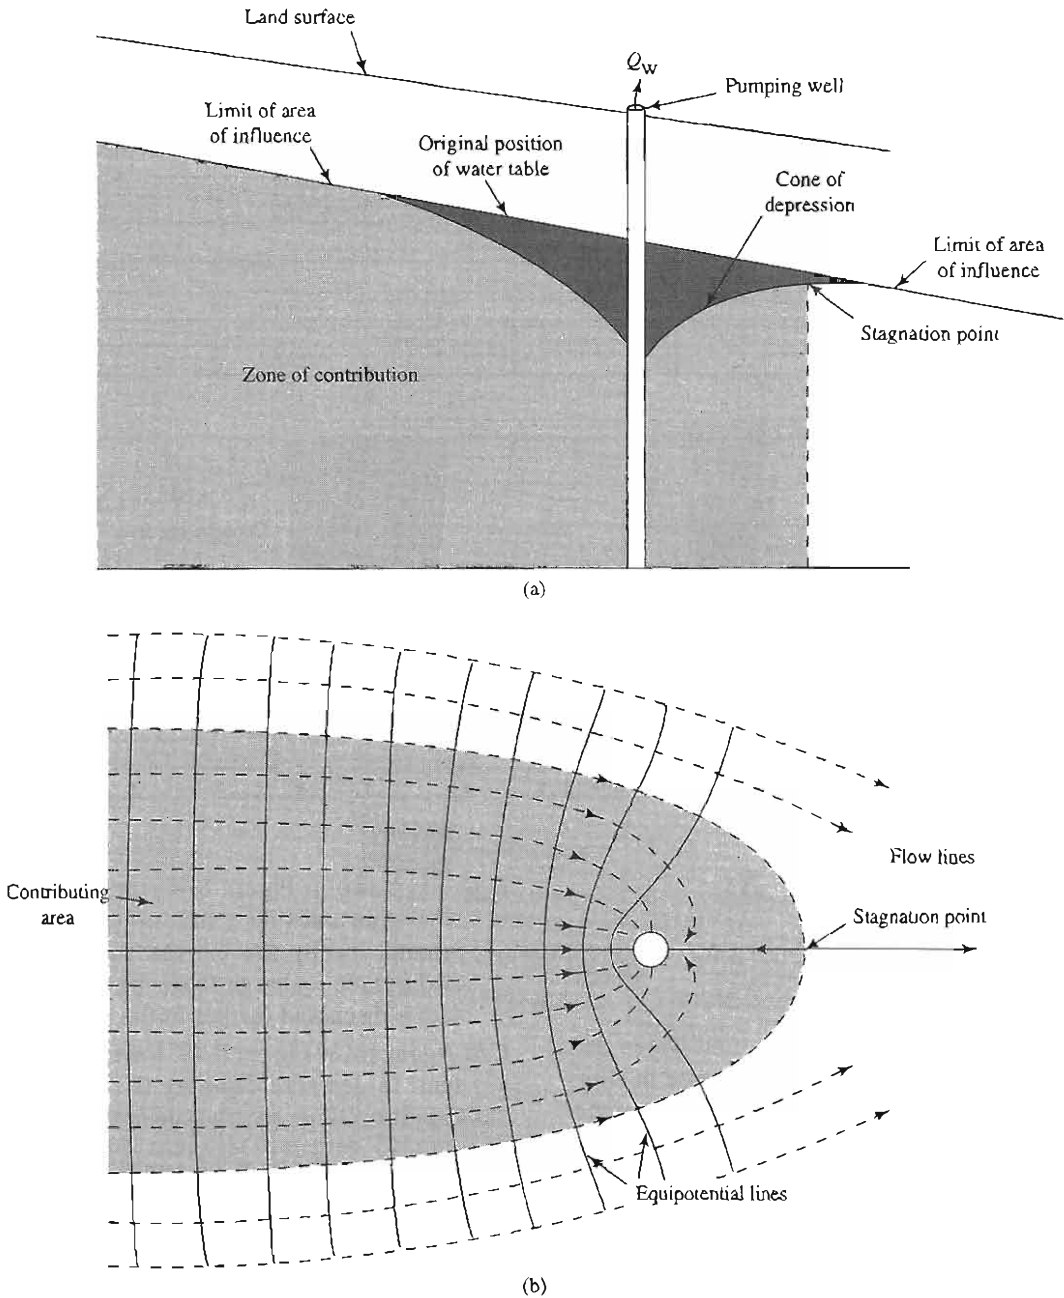 Land surface
Q_W
Pumping well
Limit of area
of influence
Original position
of water table
Cone of
depression
Limit of area
of influence
Stagnation point
Zone of contribution
(a)
Flow lines
Contributing
area
Stagnation point
Equipotential lines
(b)